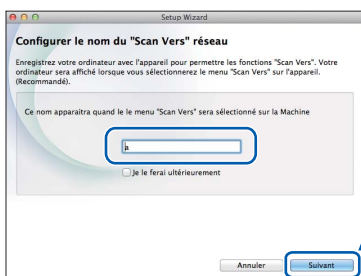 Setup Wizard
Configurer le nom du "Scan Vers" réseau
Enregistrez votre ordinateur avec l'appareil pour permettre les fonctions "Scan Vers". Votre
ordinateur sera affiché lorsque vous sélectionnerez le menu "Scan Vers" sur l'appareil.
(Recommandé).
Ce nom apparaitra quand le le menu "Scan Vers" sera sélectionné sur la Machine
a
Je le ferai ultérieurement
Annuler
Suivant